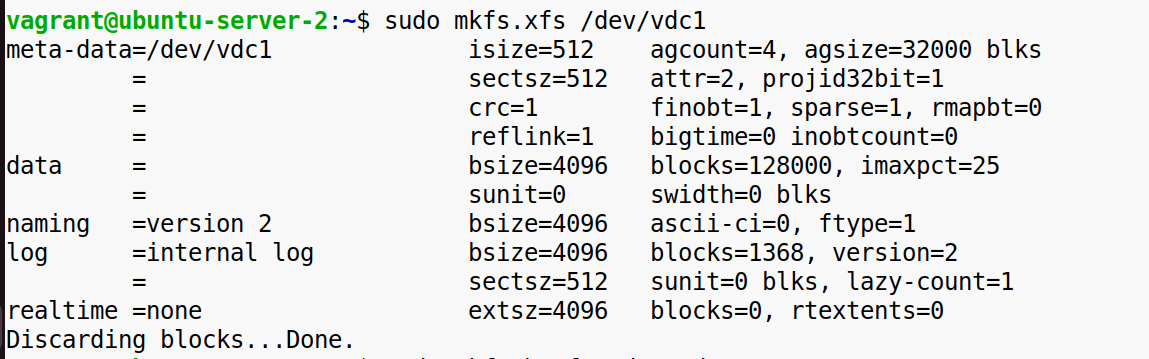 vagrant@ubuntu-server-2:~$ sudo mkfs.xfs /dev/vdc1
meta-data=/dev/vdc1              isize=512    agcount=4, agsize=32000 blks
         =                       sectsz=512   attr=2, projid32bit=1
         =                       crc=1        finobt=1, sparse=1, rmapbt=0
         =                       reflink=1    bigtime=0 inobtcount=0
data     =                       bsize=4096   blocks=128000, imaxpct=25
         =                       sunit=0      swidth=0 blks
naming   =version 2              bsize=4096   ascii-ci=0, ftype=1
log      =internal log           bsize=4096   blocks=1368, version=2
         =                       sectsz=512   sunit=0 blks, lazy-count=1
realtime =none                   extsz=4096   blocks=0, rtextents=0
Discarding blocks...Done.